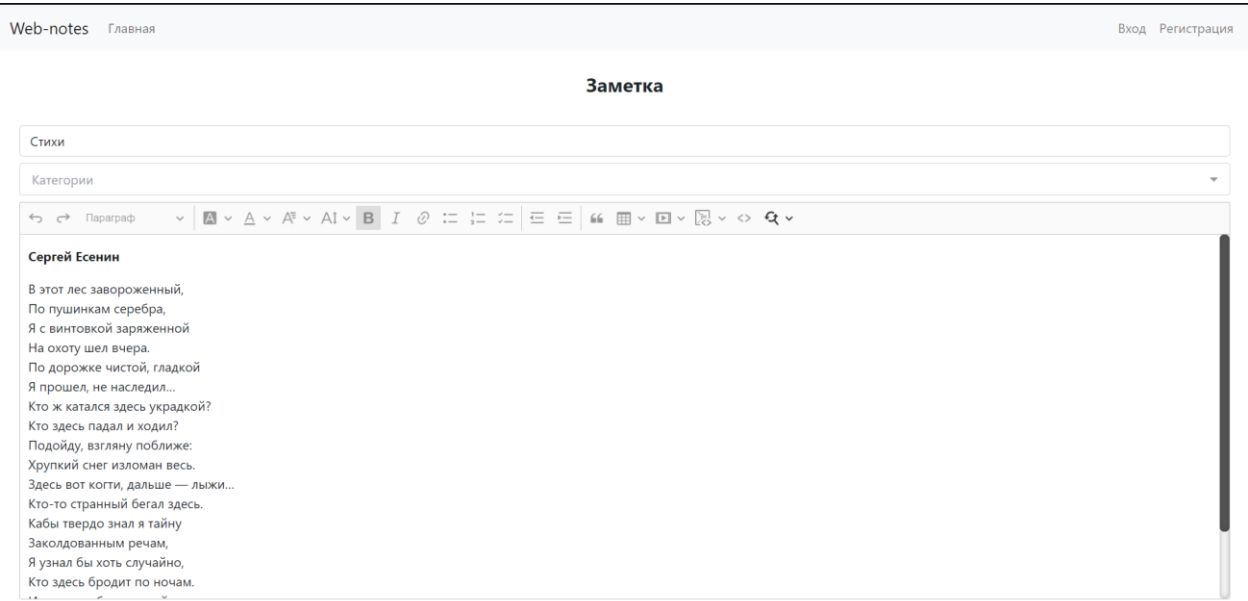 Web-notes Главная Вход Регистрация
Заметка
Стихи
Категории
Параграф
Сергей Есенин
В этот лес завороженный,
По пушинкам серебра,
Я с винтовкой заряженной
На охоту шел вчера.
По дорожке чистой, гладкой
Я прошел, не наследил...
Кто ж катался здесь украдкой?
Кто здесь падал и ходил?
Подойду, взгляну поближе:
Хрупкий снег изломан весь.
Здесь вот когти, дальше — лыжи...
Кто-то странный бегал здесь.
Кабы твердо знал я тайну
Заколдованным речам,
Я узнал бы хоть случайно,
Кто здесь бродит по ночам.